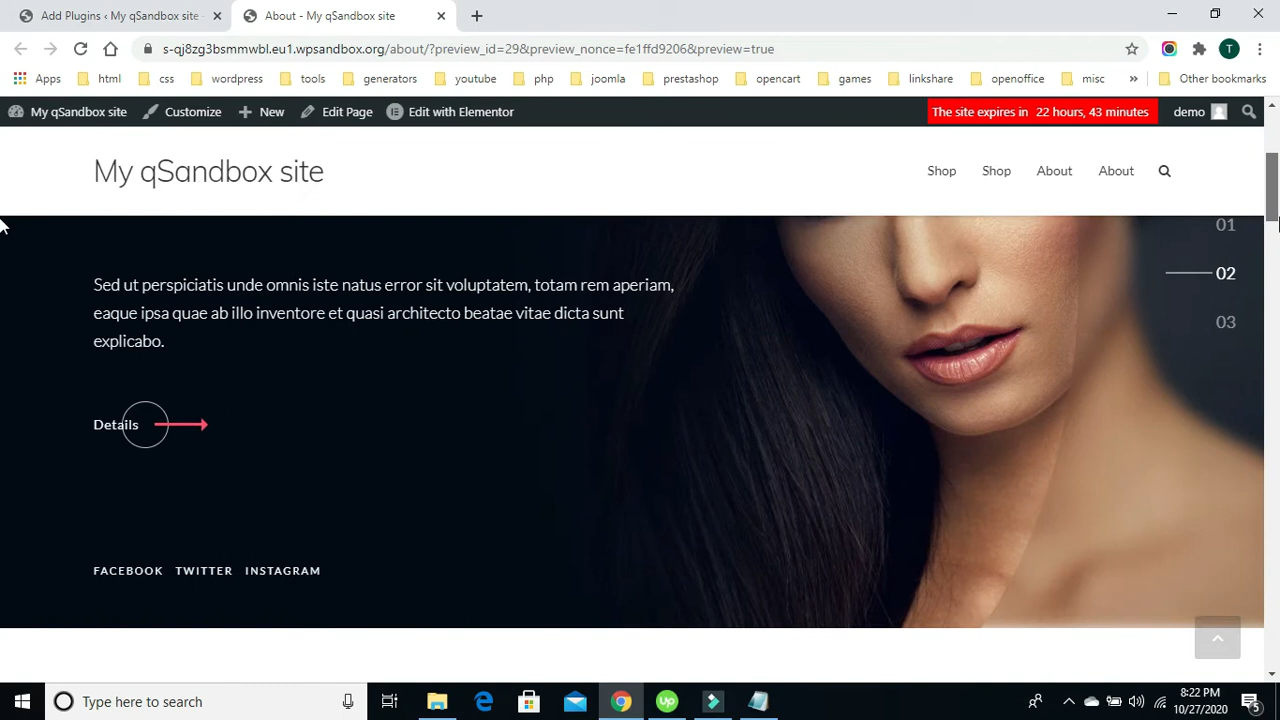 Add Plugins ‹ My qSandbox site -
About - My qSandbox site
s-qj8zg3bsmmwbl.eu1.wpsandbox.org/about/?preview_id=29&preview_nonce=fe1ffd9206&preview=true
Apps html css wordpress tools generators youtube php joomla prestashop opencart games linkshare openoffice misc » Other bookmarks
T
My qSandbox site Customize New Edit Page Edit with Elementor The site expires in 22 hours, 43 minutes demo
My qSandbox site
Shop Shop About About
01
02
03
Sed ut perspiciatis unde omnis iste natus error sit voluptatem, totam rem aperiam,
eaque ipsa quae ab illo inventore et quasi architecto beatae vitae dicta sunt
explicabo.
Details
FACEBOOK TWITTER INSTAGRAM
Type here to search
Up
8:22 PM
10/27/2020
5